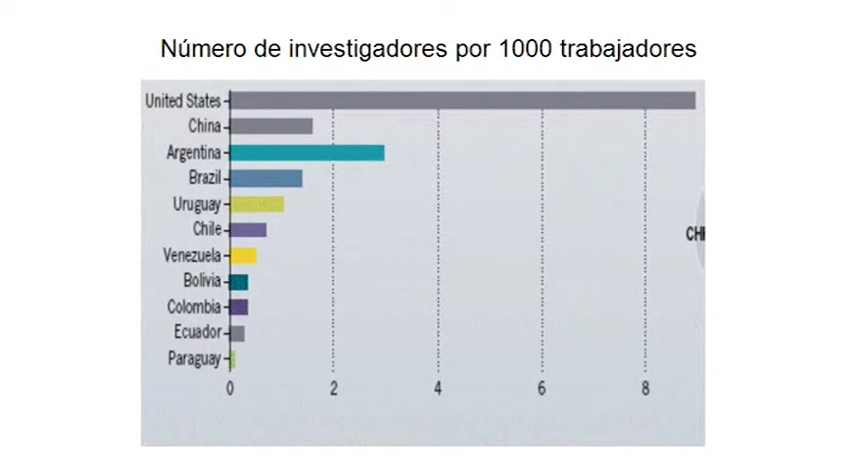 Número de investigadores por 1000 trabajadores
United States
China
Argentina
Brazil
Uruguay
Chile
Venezuela
Bolivia
Colombia
Ecuador
Paraguay
0 2 4 6 8